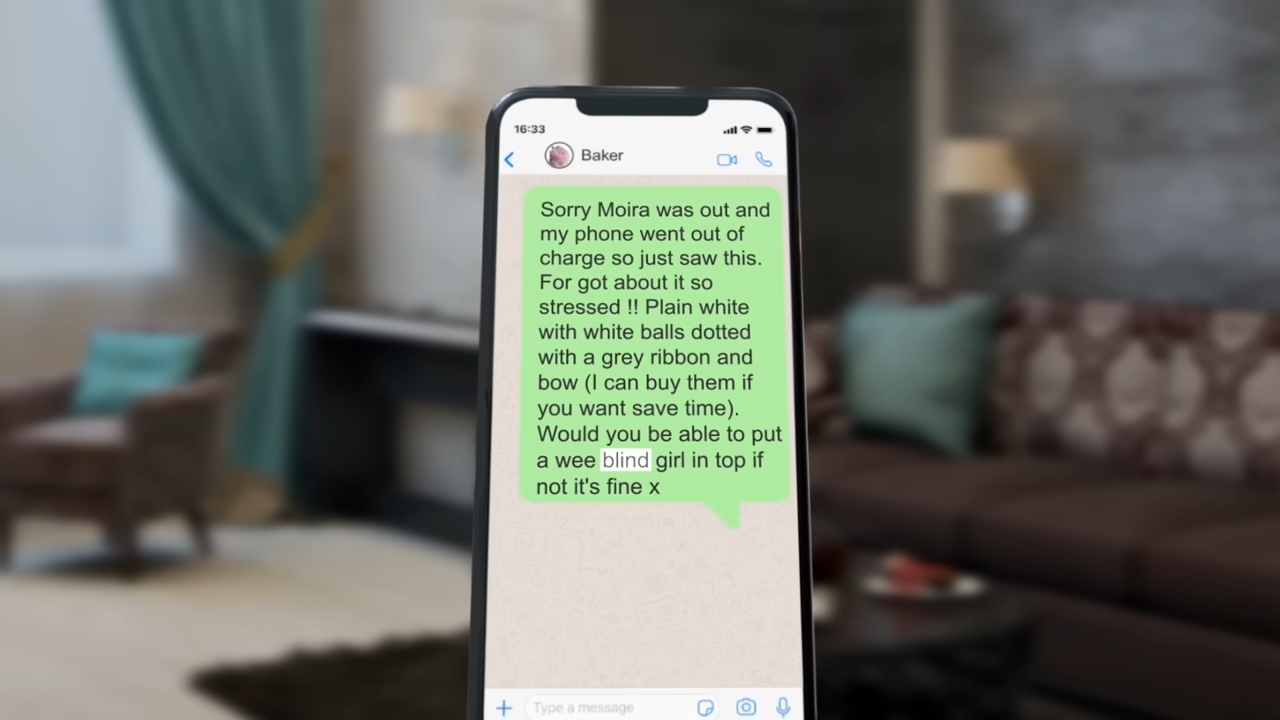 16:33
Baker
Sorry Moira was out and
my phone went out of
charge so just saw this.
For got about it so
stressed !! Plain white
with white balls dotted
with a grey ribbon and
bow (I can buy them if
you want save time).
Would you be able to put
a wee blind girl in top if
not it's fine x
Type a message